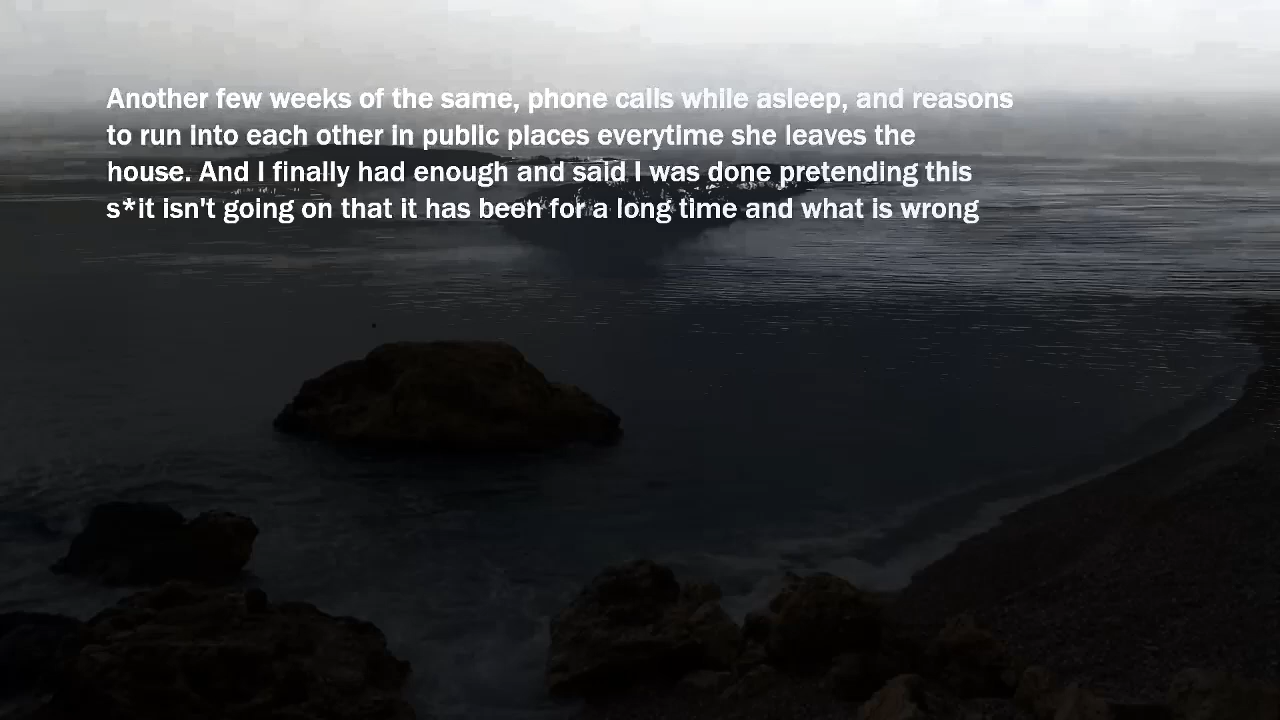 Another few weeks of the same, phone calls while asleep, and reasons
to run into each other in public places everytime she leaves the
house. And I finally had enough and said I was done pretending this
s*it isn't going on that it has been for a long time and what is wrong